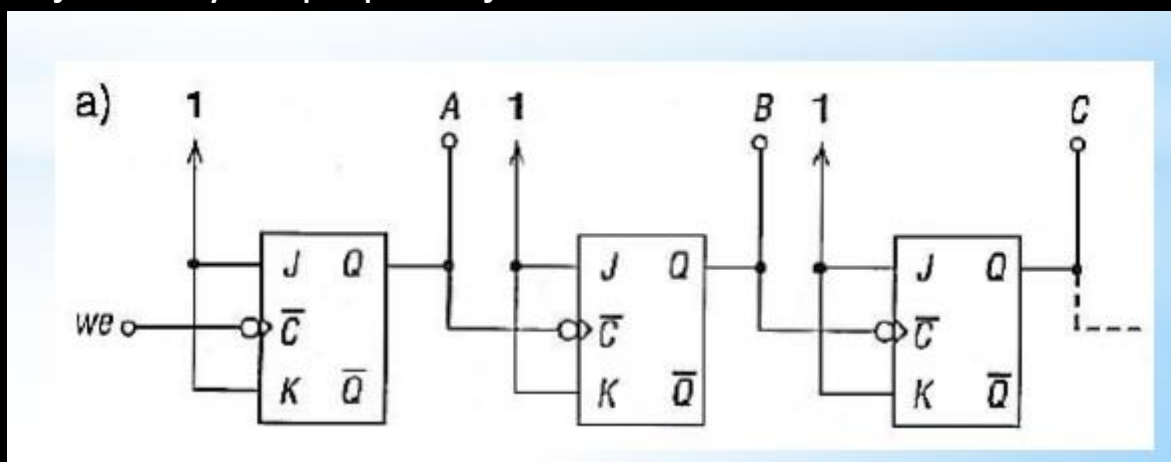 a) 1 A 1 B 1 C
J Q J Q J Q
we C̅ C̅ C̅
K Q̅ K Q̅ K Q̅